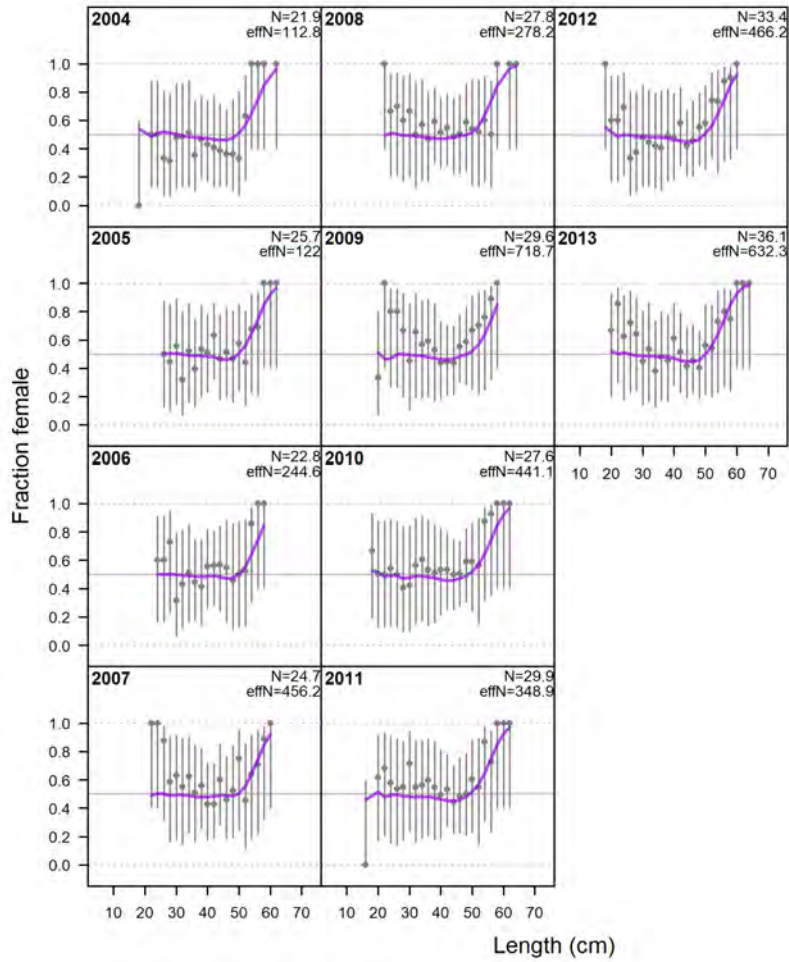 2004 N=21.9
effN=112.8
2008 N=27.8
effN=278.2
2012 N=33.4
effN=466.2
1.0
0.8
0.6
0.4
0.2
0.0
2005 N=25.7
effN=122
2009 N=29.6
effN=718.7
2013 N=36.1
effN=632.3
1.0
0.8
0.6
0.4
0.2
0.0
10 20 30 40 50 60 70
2006 N=22.8
effN=244.6
2010 N=27.6
effN=441.1
1.0
0.8
0.6
0.4
0.2
0.0
2007 N=24.7
effN=456.2
2011 N=29.9
effN=348.9
1.0
0.8
0.6
0.4
0.2
0.0
10 20 30 40 50 60 70
10 20 30 40 50 60 70
Fraction female
Length (cm)